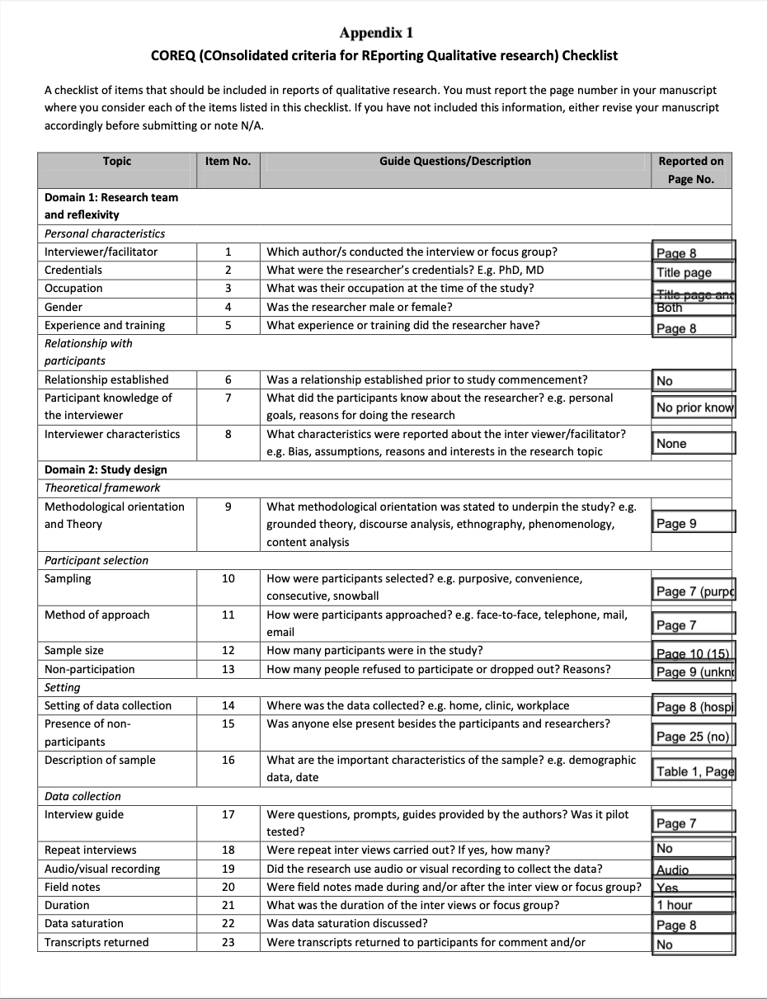 Appendix 1
COREQ (COnsolidated criteria for REporting Qualitative research) Checklist
A checklist of items that should be included in reports of qualitative research. You must report the page number in your manuscript
where you consider each of the items listed in this checklist. If you have not included this information, either revise your manuscript
accordingly before submitting or note N/A.
Topic Item No. Guide Questions/Description Reported on
Page No.
Domain 1: Research team
and reflexivity
Personal characteristics
Interviewer/facilitator 1 Which author/s conducted the interview or focus group? Page 8
Credentials 2 What were the researcher's credentials? E.g. PhD, MD Title page
Occupation 3 What was their occupation at the time of the study? Title page and
Gender 4 Was the researcher male or female? Both
Experience and training 5 What experience or training did the researcher have? Page 8
Relationship with
participants
Relationship established 6 Was a relationship established prior to study commencement? No
Participant knowledge of 7 What did the participants know about the researcher? e.g. personal
the interviewer goals, reasons for doing the research No prior know
Interviewer characteristics 8 What characteristics were reported about the inter viewer/facilitator?
e.g. Bias, assumptions, reasons and interests in the research topic None
Domain 2: Study design
Theoretical framework
Methodological orientation 9 What methodological orientation was stated to underpin the study? e.g.
and Theory grounded theory, discourse analysis, ethnography, phenomenology, Page 9
content analysis
Participant selection
Sampling 10 How were participants selected? e.g. purposive, convenience,
consecutive, snowball Page 7 (purpo
Method of approach 11 How were participants approached? e.g. face-to-face, telephone, mail,
email Page 7
Sample size 12 How many participants were in the study? Page 10 (15)
Non-participation 13 How many people refused to participate or dropped out? Reasons? Page 9 (unkno
Setting
Setting of data collection 14 Where was the data collected? e.g. home, clinic, workplace Page 8 (hospi
Presence of non- 15 Was anyone else present besides the participants and researchers?
participants Page 25 (no)
Description of sample 16 What are the important characteristics of the sample? e.g. demographic
data, date Table 1, Page
Data collection
Interview guide 17 Were questions, prompts, guides provided by the authors? Was it pilot
tested? Page 7
Repeat interviews 18 Were repeat inter views carried out? If yes, how many? No
Audio/visual recording 19 Did the research use audio or visual recording to collect the data? Audio
Field notes 20 Were field notes made during and/or after the inter view or focus group? Yes
Duration 21 What was the duration of the inter views or focus group? 1 hour
Data saturation 22 Was data saturation discussed? Page 8
Transcripts returned 23 Were transcripts returned to participants for comment and/or No